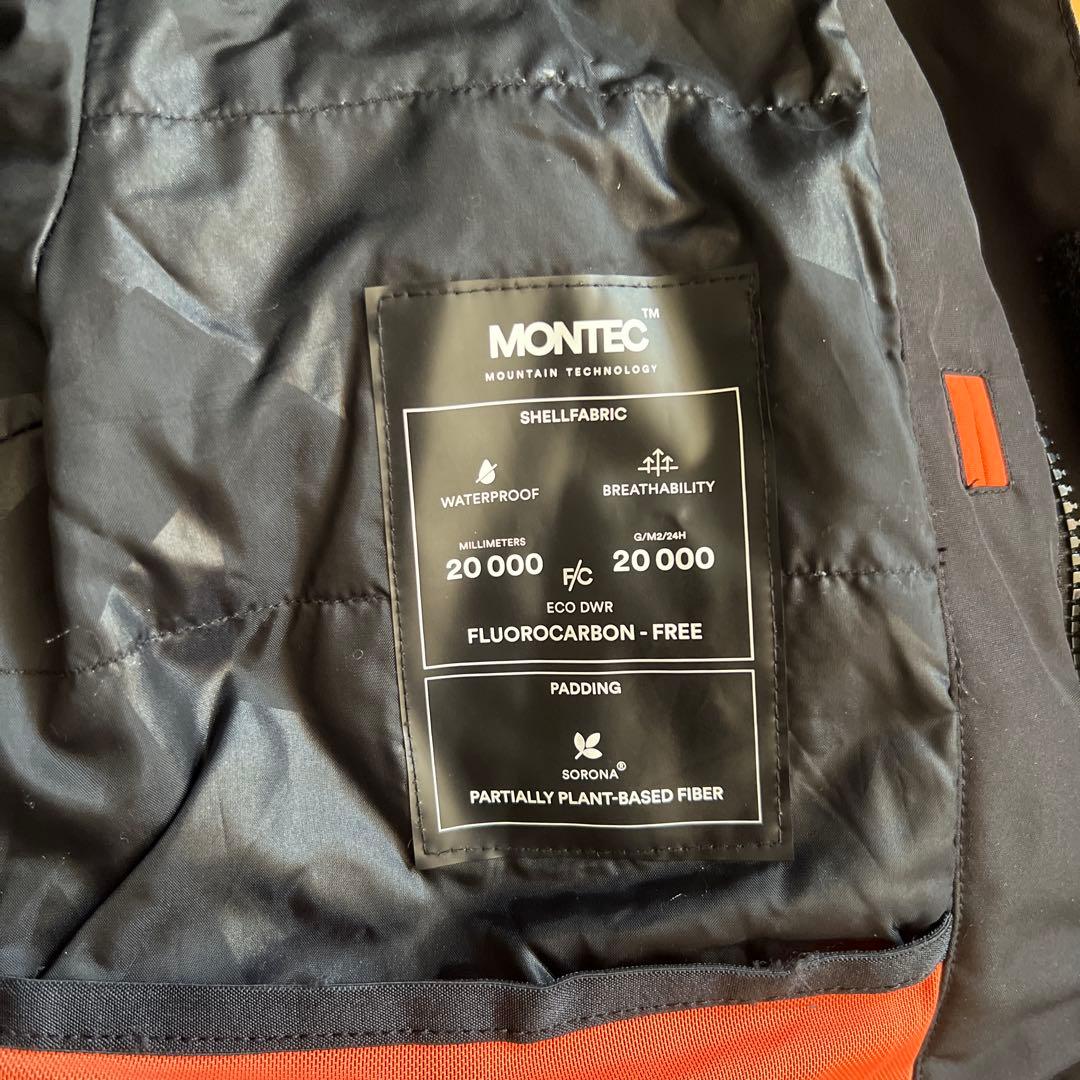 MONTEC™
MOUNTAIN TECHNOLOGY
SHELLFABRIC
WATERPROOF
BREATHABILITY
MILLIMETERS
G/M2/24H
20 000
20 000
F/C
ECO DWR
FLUOROCARBON - FREE
PADDING
SORONA®
PARTIALLY PLANT-BASED FIBER